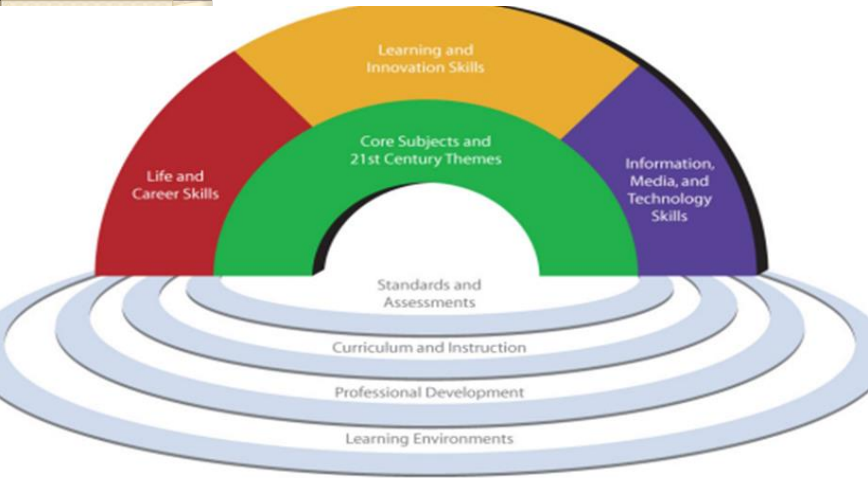 Learning and
Innovation Skills
Core Subjects and
21st Century Themes
Life and
Career Skills
Information,
Media, and
Technology
Skills
Standards and
Assessments
Curriculum and Instruction
Professional Development
Learning Environments